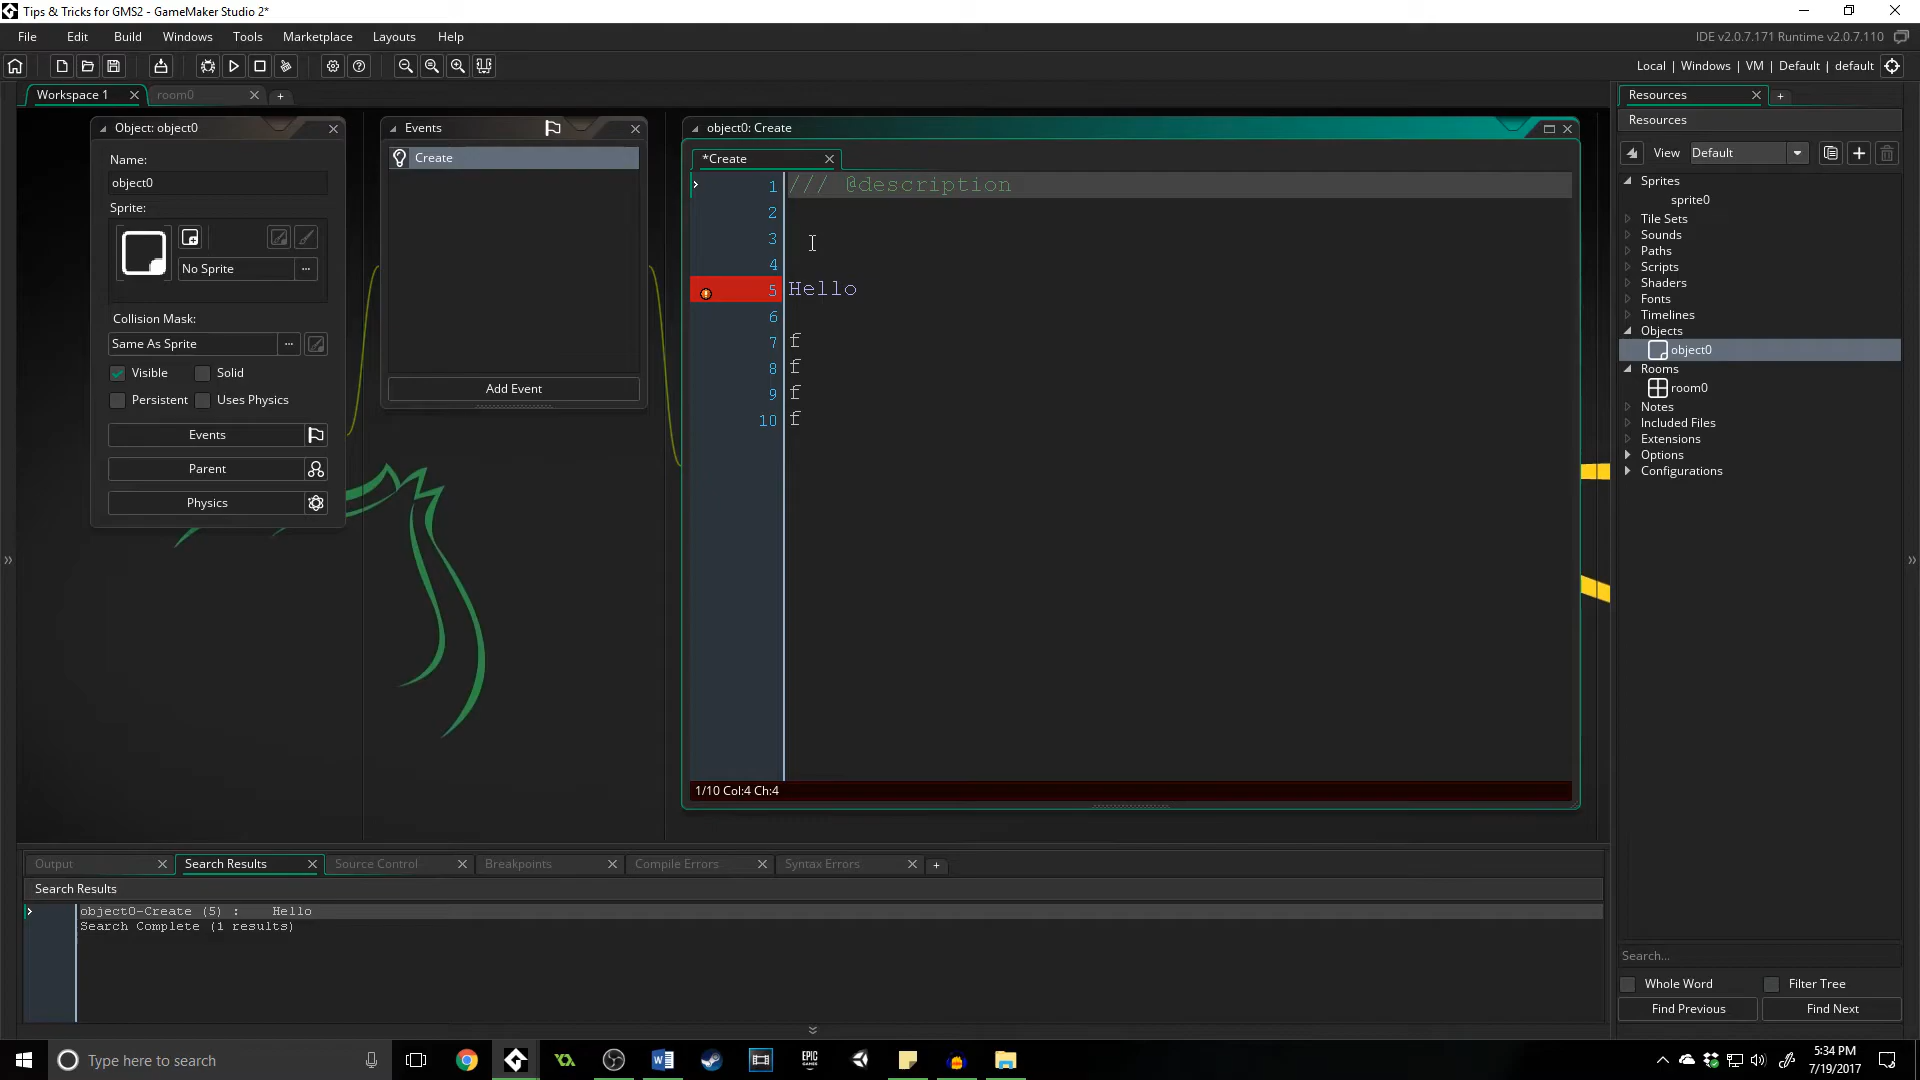 Tips & Tricks for GMS2 - GameMaker Studio 2*
File Edit Build Windows Tools Marketplace Layouts Help
IDE v2.0.7.171 Runtime v2.0.7.110
Local | Windows | VM | Default | default
Workspace 1
room0
Resources
Object: object0
Name:
object0
Sprite:
No Sprite
...
Collision Mask:
Same As Sprite
...
Visible
Solid
Persistent
Uses Physics
Events
Parent
Physics
Events
Create
Add Event
object0: Create
*Create
1 /// @description
2
3
4
5 Hello
6
7 f
8 f
9 f
10 f
1/10 Col:4 Ch:4
Resources
View Default
Sprites
sprite0
Tile Sets
Sounds
Paths
Scripts
Shaders
Fonts
Timelines
Objects
object0
Rooms
room0
Notes
Included Files
Extensions
Options
Configurations
Search...
Whole Word
Filter Tree
Find Previous
Find Next
Output
Search Results
Source Control
Breakpoints
Compile Errors
Syntax Errors
Search Results
object0-Create (5) : Hello
Search Complete (1 results)
Type here to search
EPIC GAMES
5:34 PM
7/19/2017